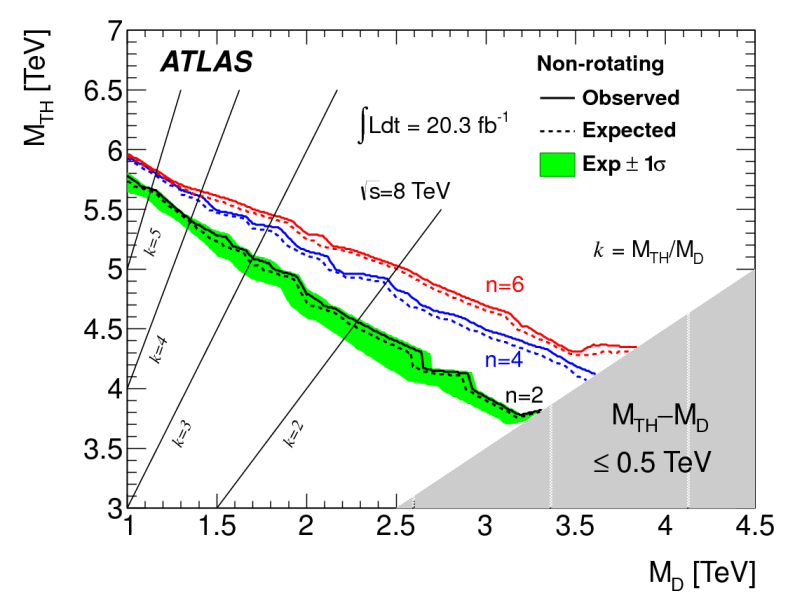 ATLAS
Non-rotating
Observed
Expected
Exp ± 1σ
∫Ldt = 20.3 fb⁻¹
√s=8 TeV
k = M_TH/M_D
n=6
n=4
n=2
k=5
k=4
k=3
k=2
M_TH−M_D
≤ 0.5 TeV
M_TH [TeV]
7
6.5
6
5.5
5
4.5
4
3.5
3
1 1.5 2 2.5 3 3.5 4 4.5
M_D [TeV]